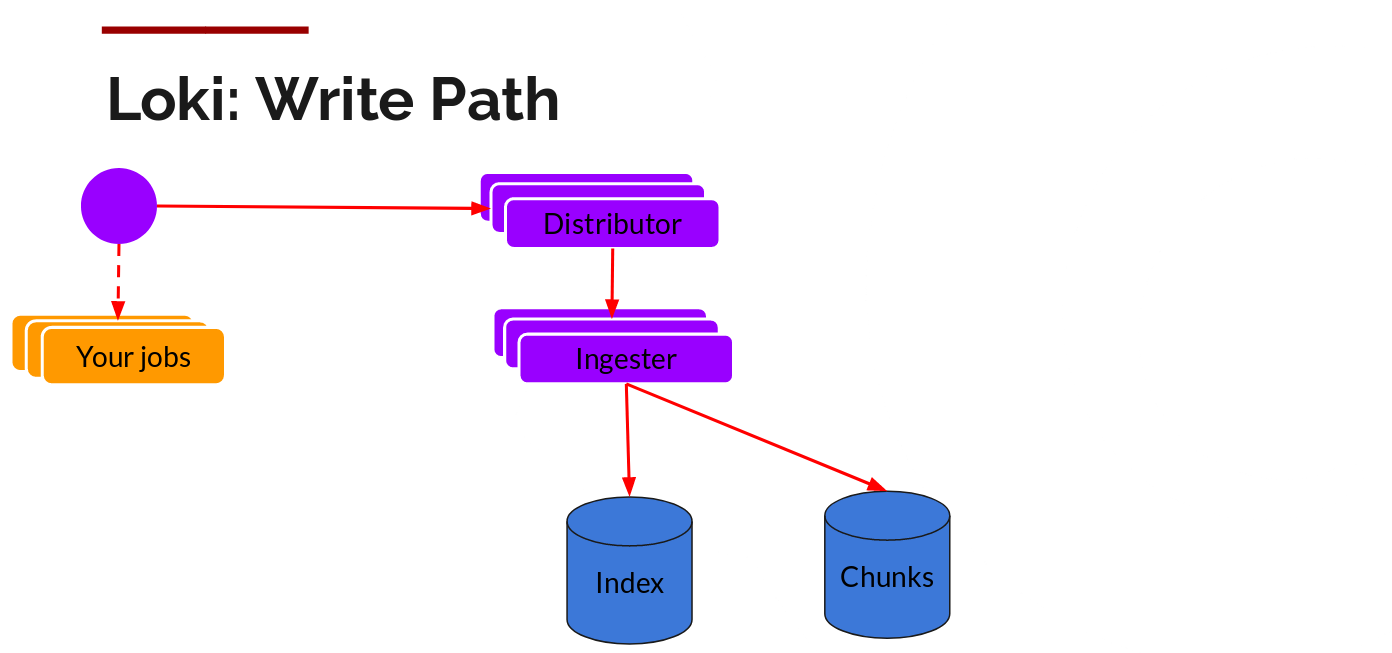 Loki: Write Path
Distributor
Your jobs
Ingester
Index
Chunks